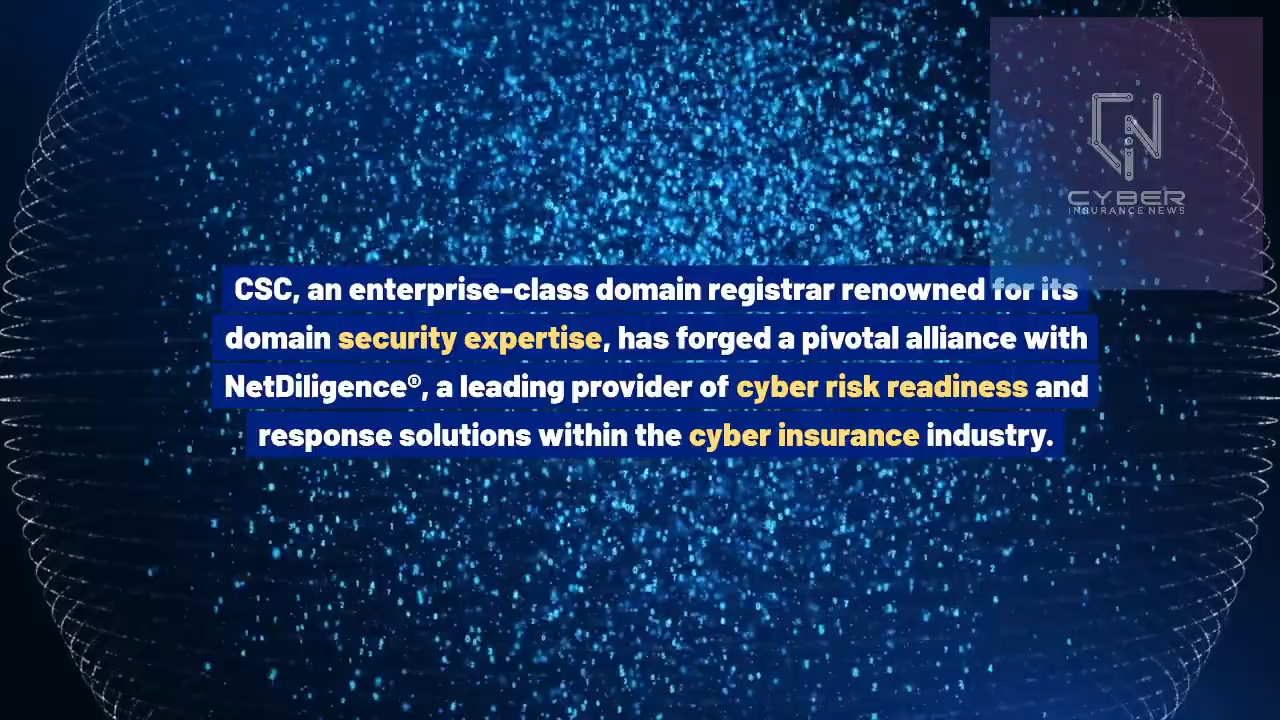 CYBER
INSURANCE NEWS
CSC, an enterprise-class domain registrar renowned for its
domain security expertise, has forged a pivotal alliance with
NetDiligence®, a leading provider of cyber risk readiness and
response solutions within the cyber insurance industry.